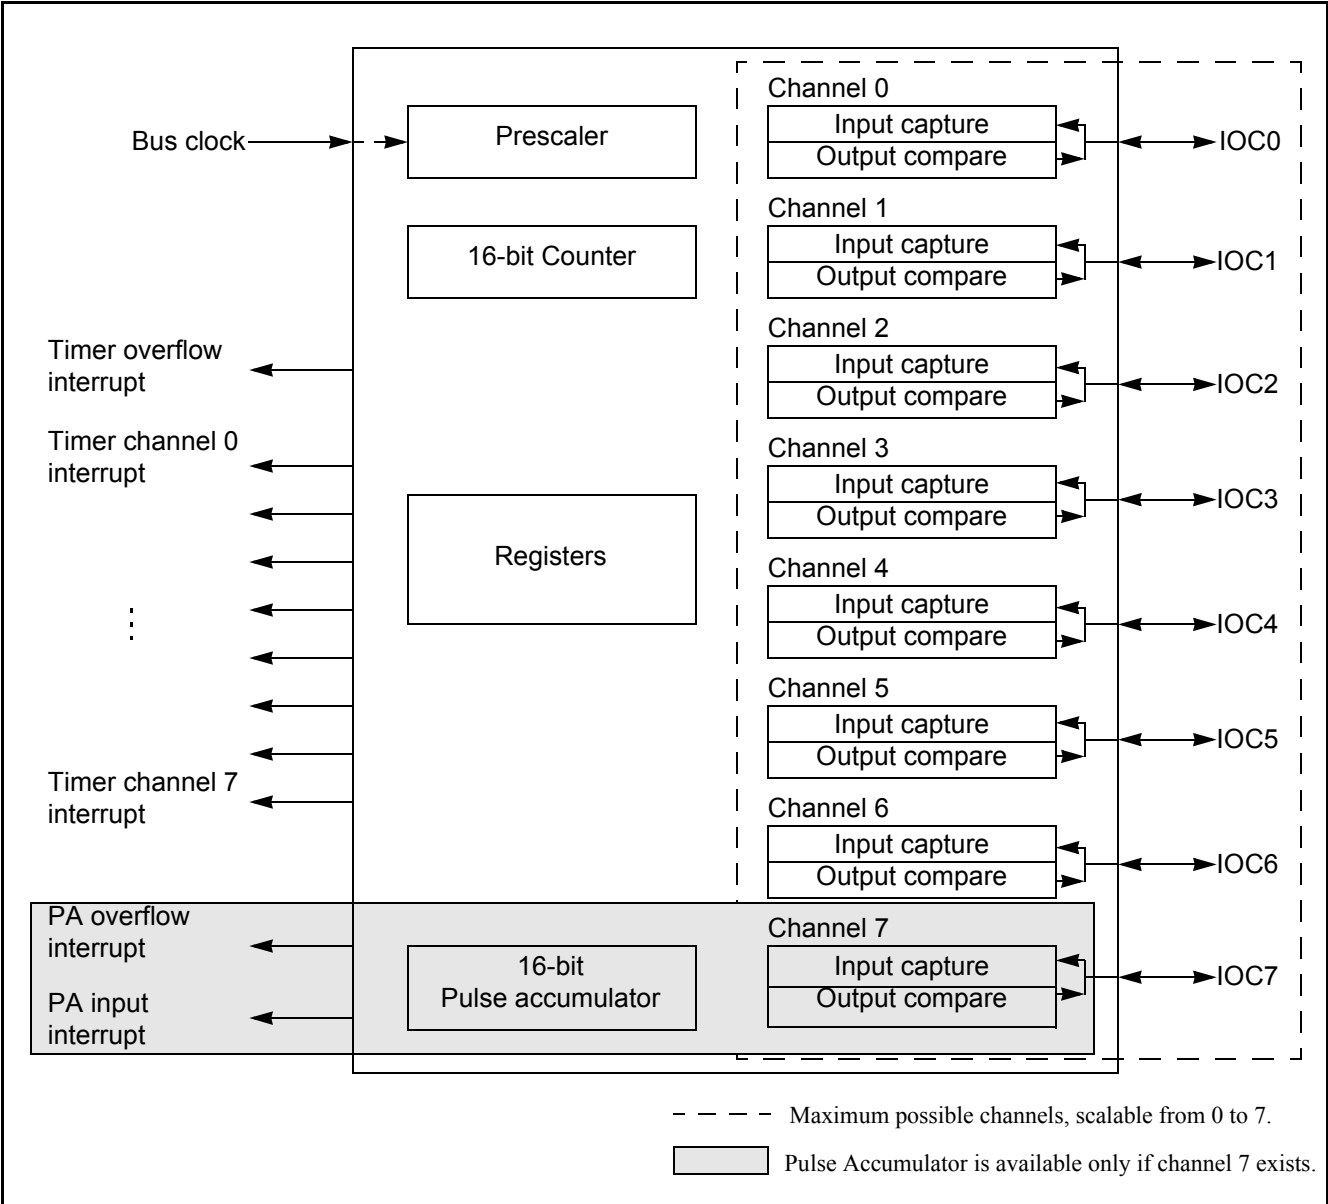 Bus clock
Prescaler
16-bit Counter
Timer overflow
interrupt
Timer channel 0
interrupt
Registers
Timer channel 7
interrupt
PA overflow
interrupt
PA input
interrupt
16-bit
Pulse accumulator
Channel 0
Input capture
Output compare
IOC0
Channel 1
Input capture
Output compare
IOC1
Channel 2
Input capture
Output compare
IOC2
Channel 3
Input capture
Output compare
IOC3
Channel 4
Input capture
Output compare
IOC4
Channel 5
Input capture
Output compare
IOC5
Channel 6
Input capture
Output compare
IOC6
Channel 7
Input capture
Output compare
IOC7
Maximum possible channels, scalable from 0 to 7.
Pulse Accumulator is available only if channel 7 exists.